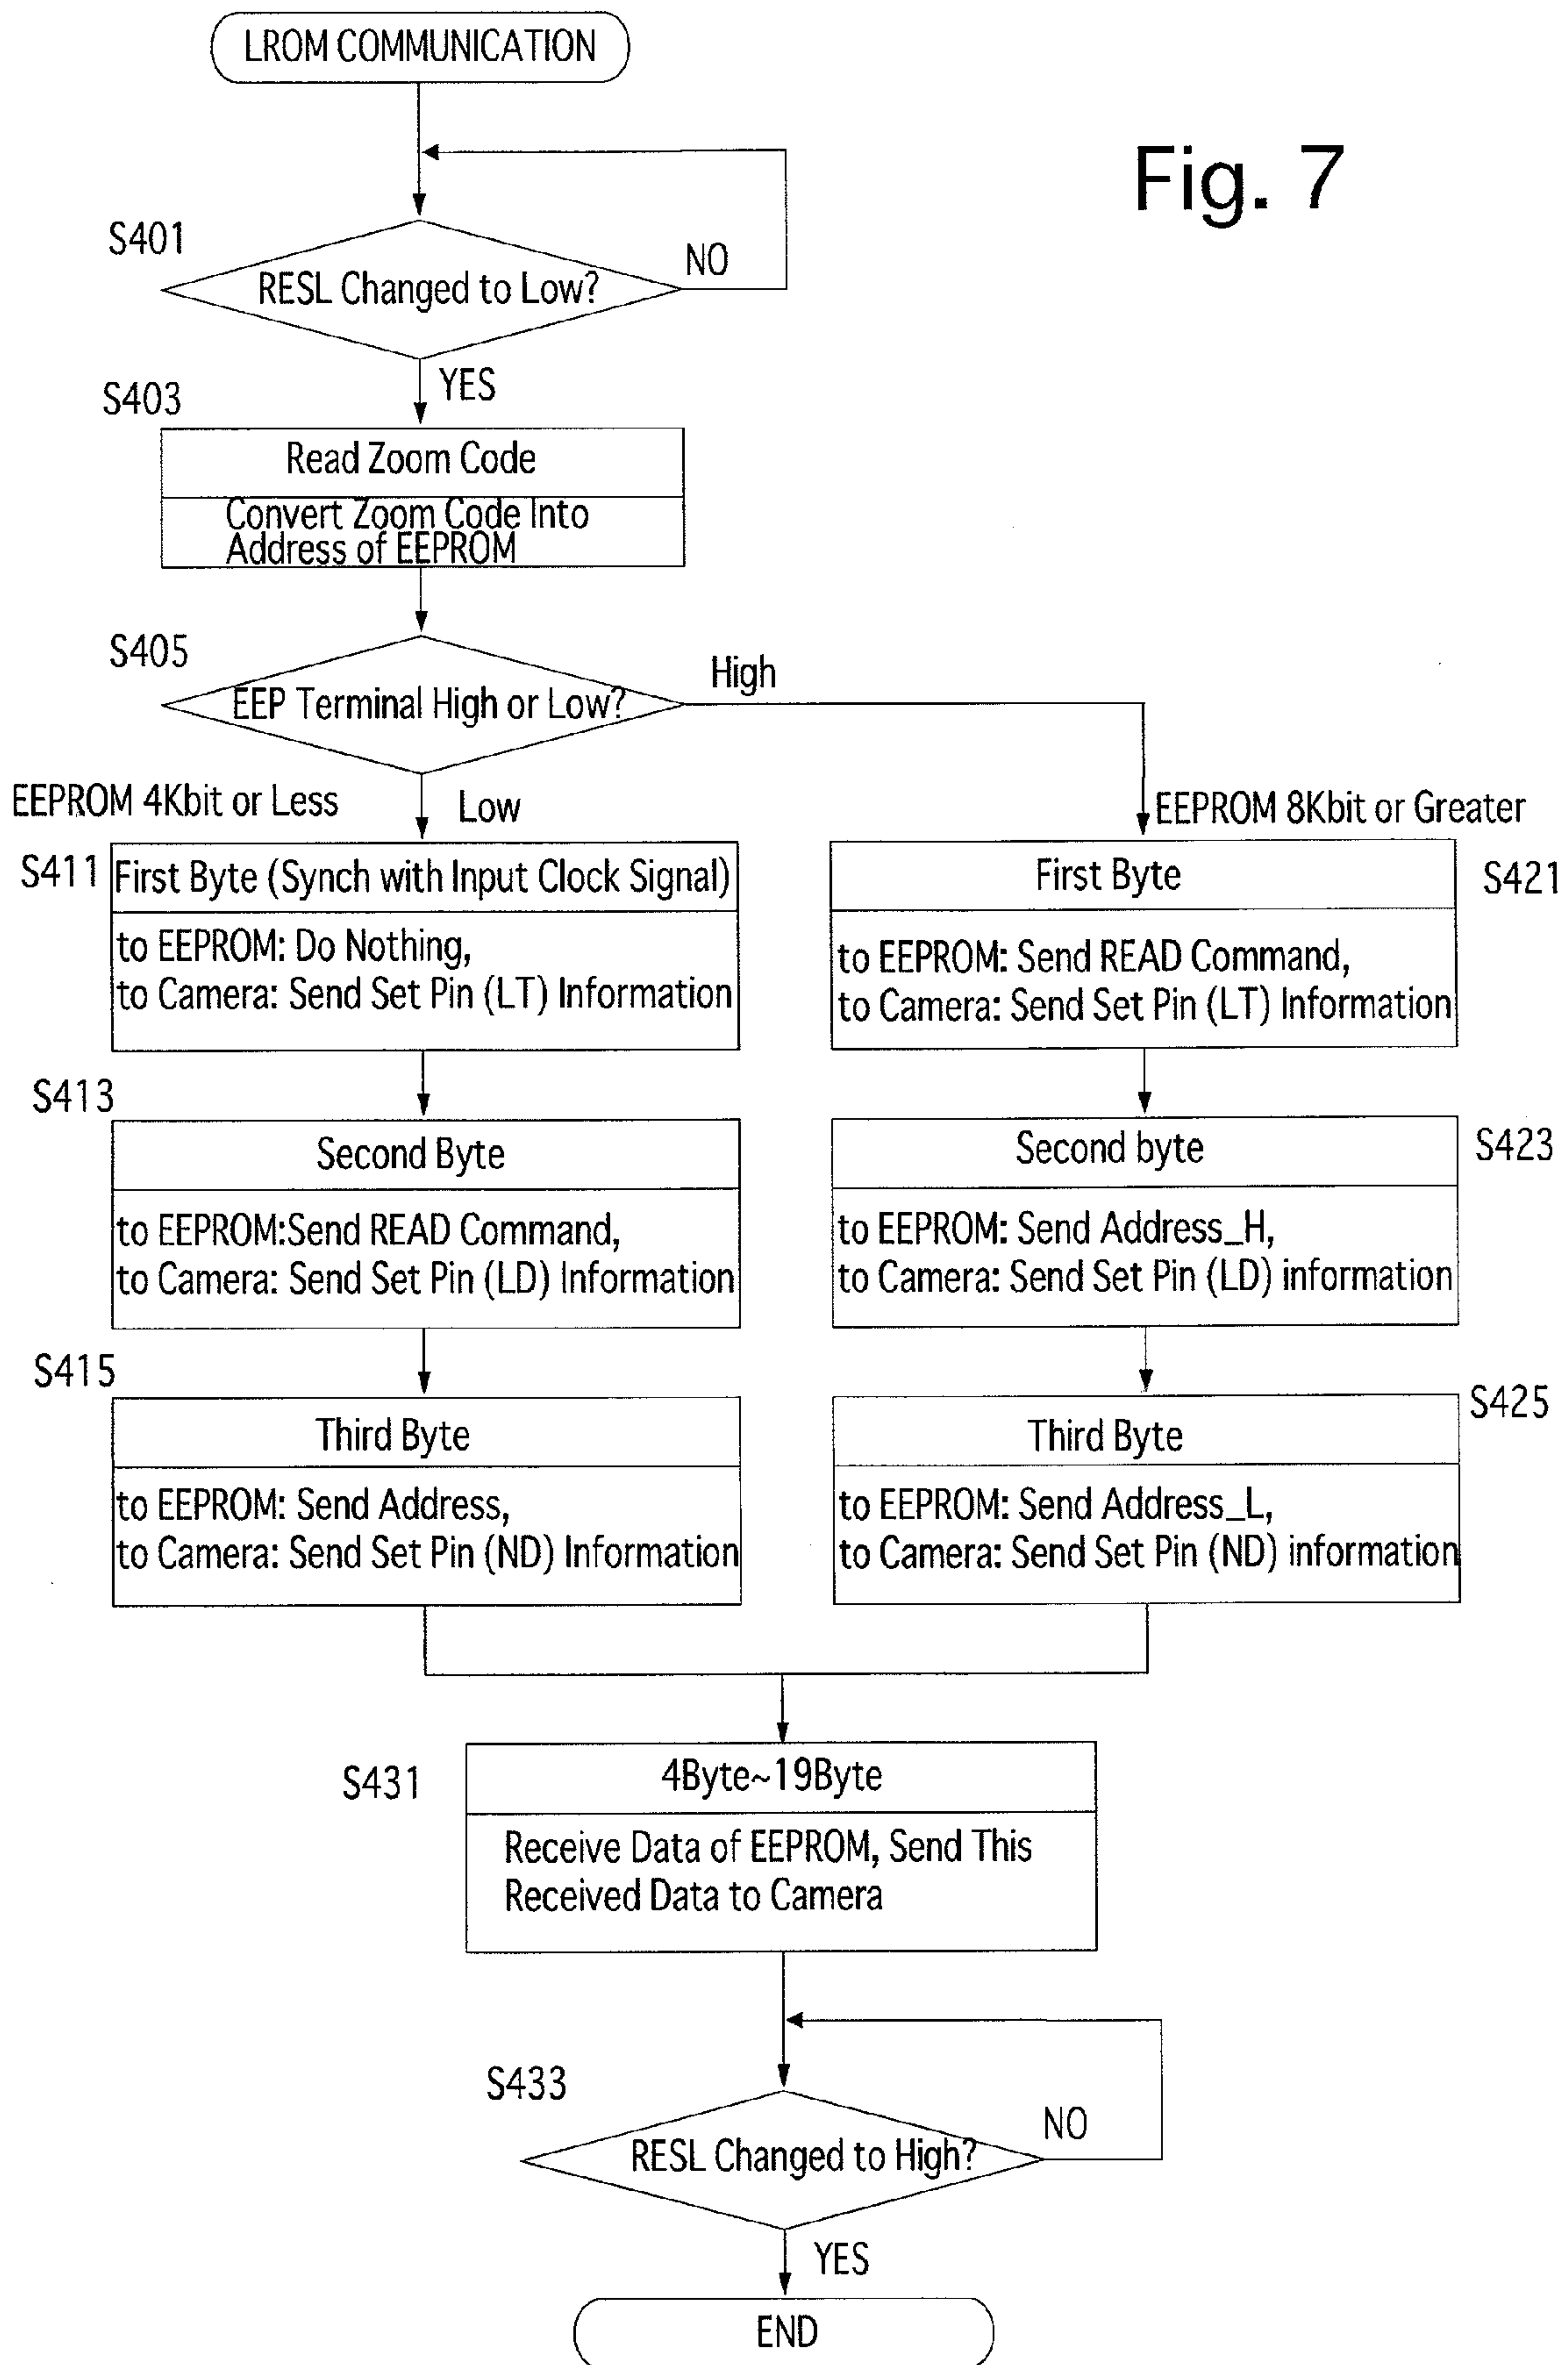 LROM COMMUNICATION
Fig. 7
S401
RESL Changed to Low?
NO
YES
S403
Read Zoom Code
Convert Zoom Code Into
Address of EEPROM
S405
EEP Terminal High or Low?
High
EEPROM 4Kbit or Less
Low
EEPROM 8Kbit or Greater
S411
First Byte (Synch with Input Clock Signal)
to EEPROM: Do Nothing,
to Camera: Send Set Pin (LT) Information
First Byte
S421
to EEPROM: Send READ Command,
to Camera: Send Set Pin (LT) Information
S413
Second Byte
to EEPROM:Send READ Command,
to Camera: Send Set Pin (LD) Information
Second byte
S423
to EEPROM: Send Address_H,
to Camera: Send Set Pin (LD) information
S415
Third Byte
to EEPROM: Send Address,
to Camera: Send Set Pin (ND) Information
Third Byte
S425
to EEPROM: Send Address_L,
to Camera: Send Set Pin (ND) information
S431
4Byte~19Byte
Receive Data of EEPROM, Send This
Received Data to Camera
S433
RESL Changed to High?
NO
YES
END